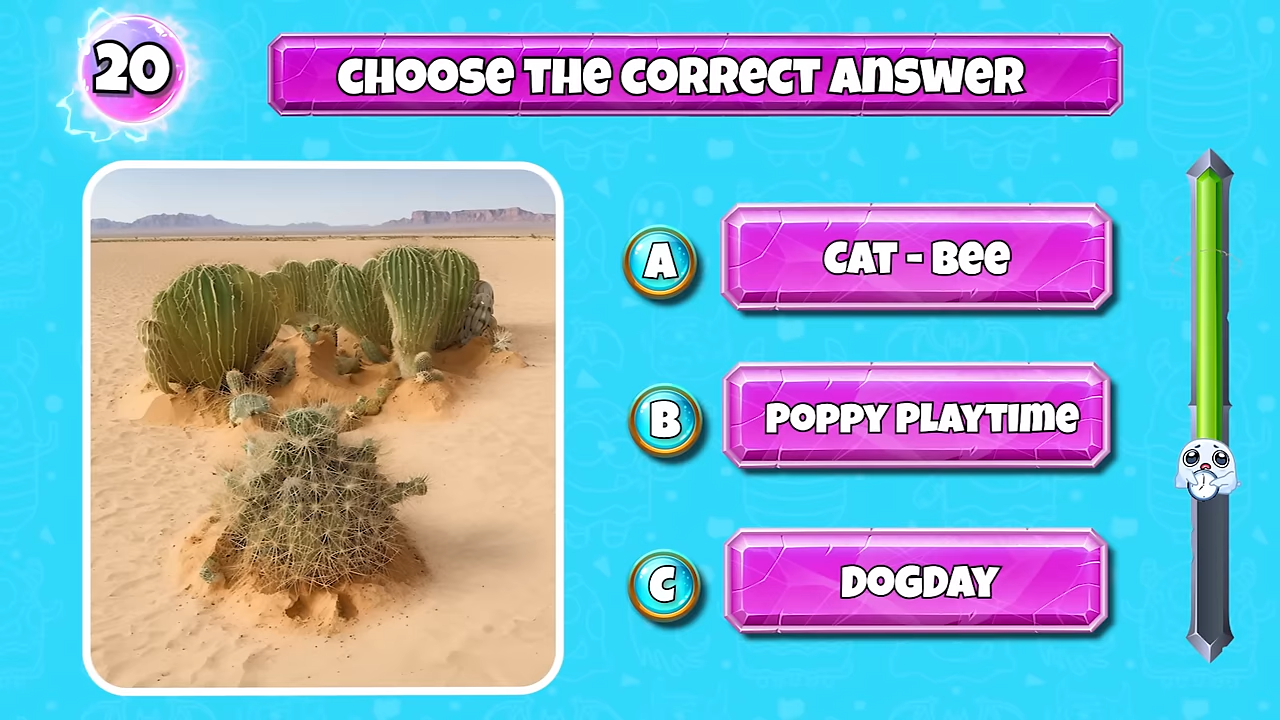 20
CHOOSE THE CORRECT ANSWER
A
CAT - BEE
B
POPPY PLAYTIME
C
DOGDAY